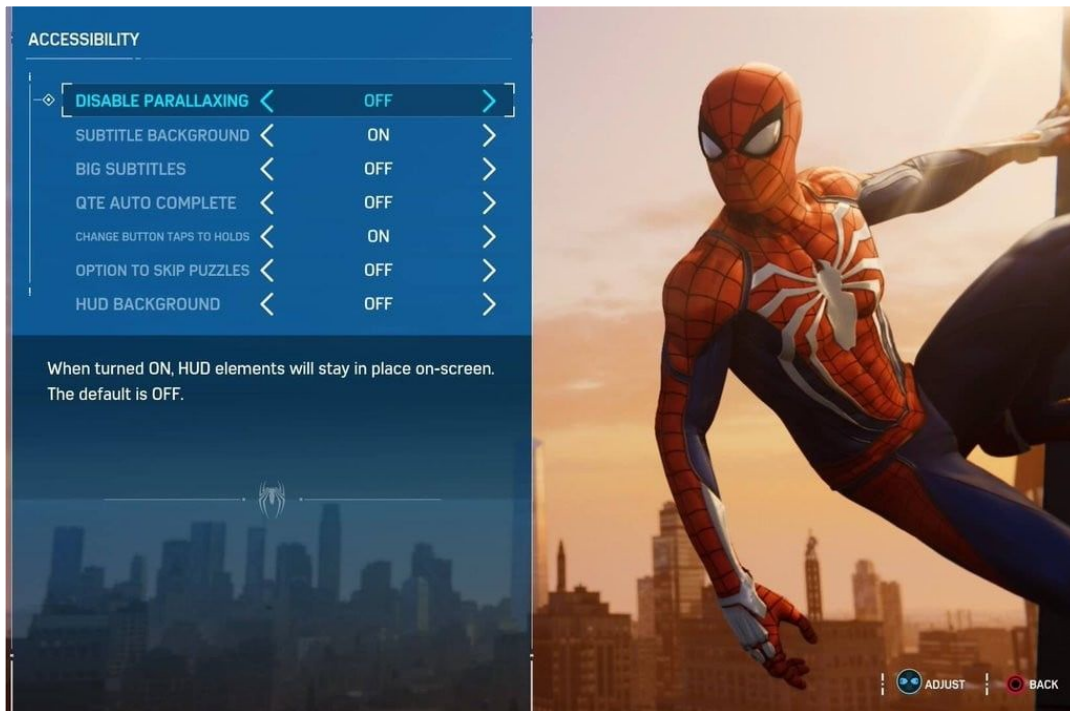 ACCESSIBILITY
DISABLE PARALLAXING OFF
SUBTITLE BACKGROUND ON
BIG SUBTITLES OFF
QTE AUTO COMPLETE OFF
CHANGE BUTTON TAPS TO HOLDS ON
OPTION TO SKIP PUZZLES OFF
HUD BACKGROUND OFF
When turned ON, HUD elements will stay in place on-screen.
The default is OFF.
ADJUST BACK